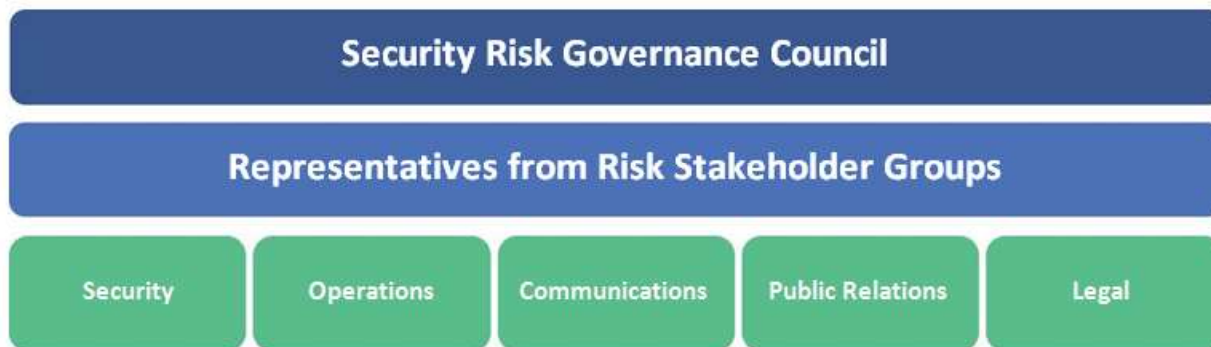 Security Risk Governance Council
Representatives from Risk Stakeholder Groups
Security
Operations
Communications
Public Relations
Legal